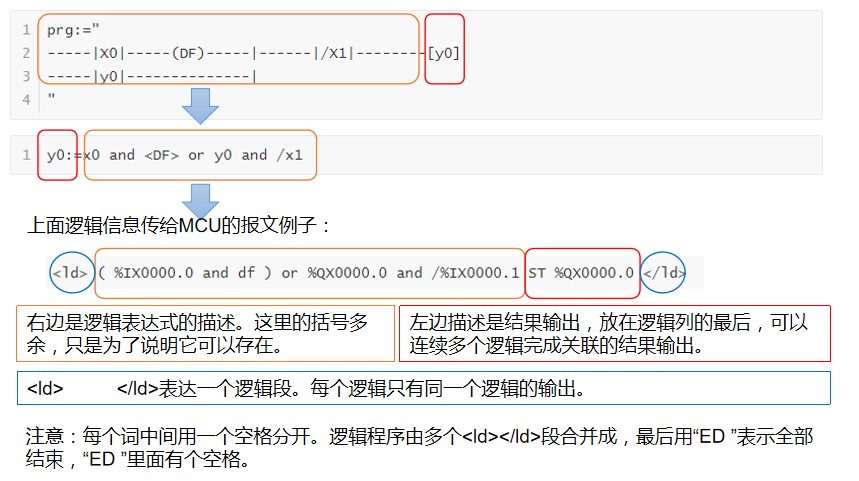 1 prg:="
2 -----|X0|-----(DF)-----|------|/X1|--------[y0]
3 -----|y0|--------------|
4 "
1 y0:=x0 and <DF> or y0 and /x1
上面逻辑信息传给MCU的报文例子：
<ld> ( %IX0000.0 and df ) or %QX0000.0 and /%IX0000.1 ST %QX0000.0 </ld>
右边是逻辑表达式的描述。这里的括号多
余，只是为了说明它可以存在。
左边描述是结果输出，放在逻辑列的最后，可以
连续多个逻辑完成关联的结果输出。
<ld> </ld>表达一个逻辑段。每个逻辑只有同一个逻辑的输出。
注意：每个词中间用一个空格分开。逻辑程序由多个<ld></ld>段合并成，最后用“ED ”表示全部
结束，“ED ”里面有个空格。